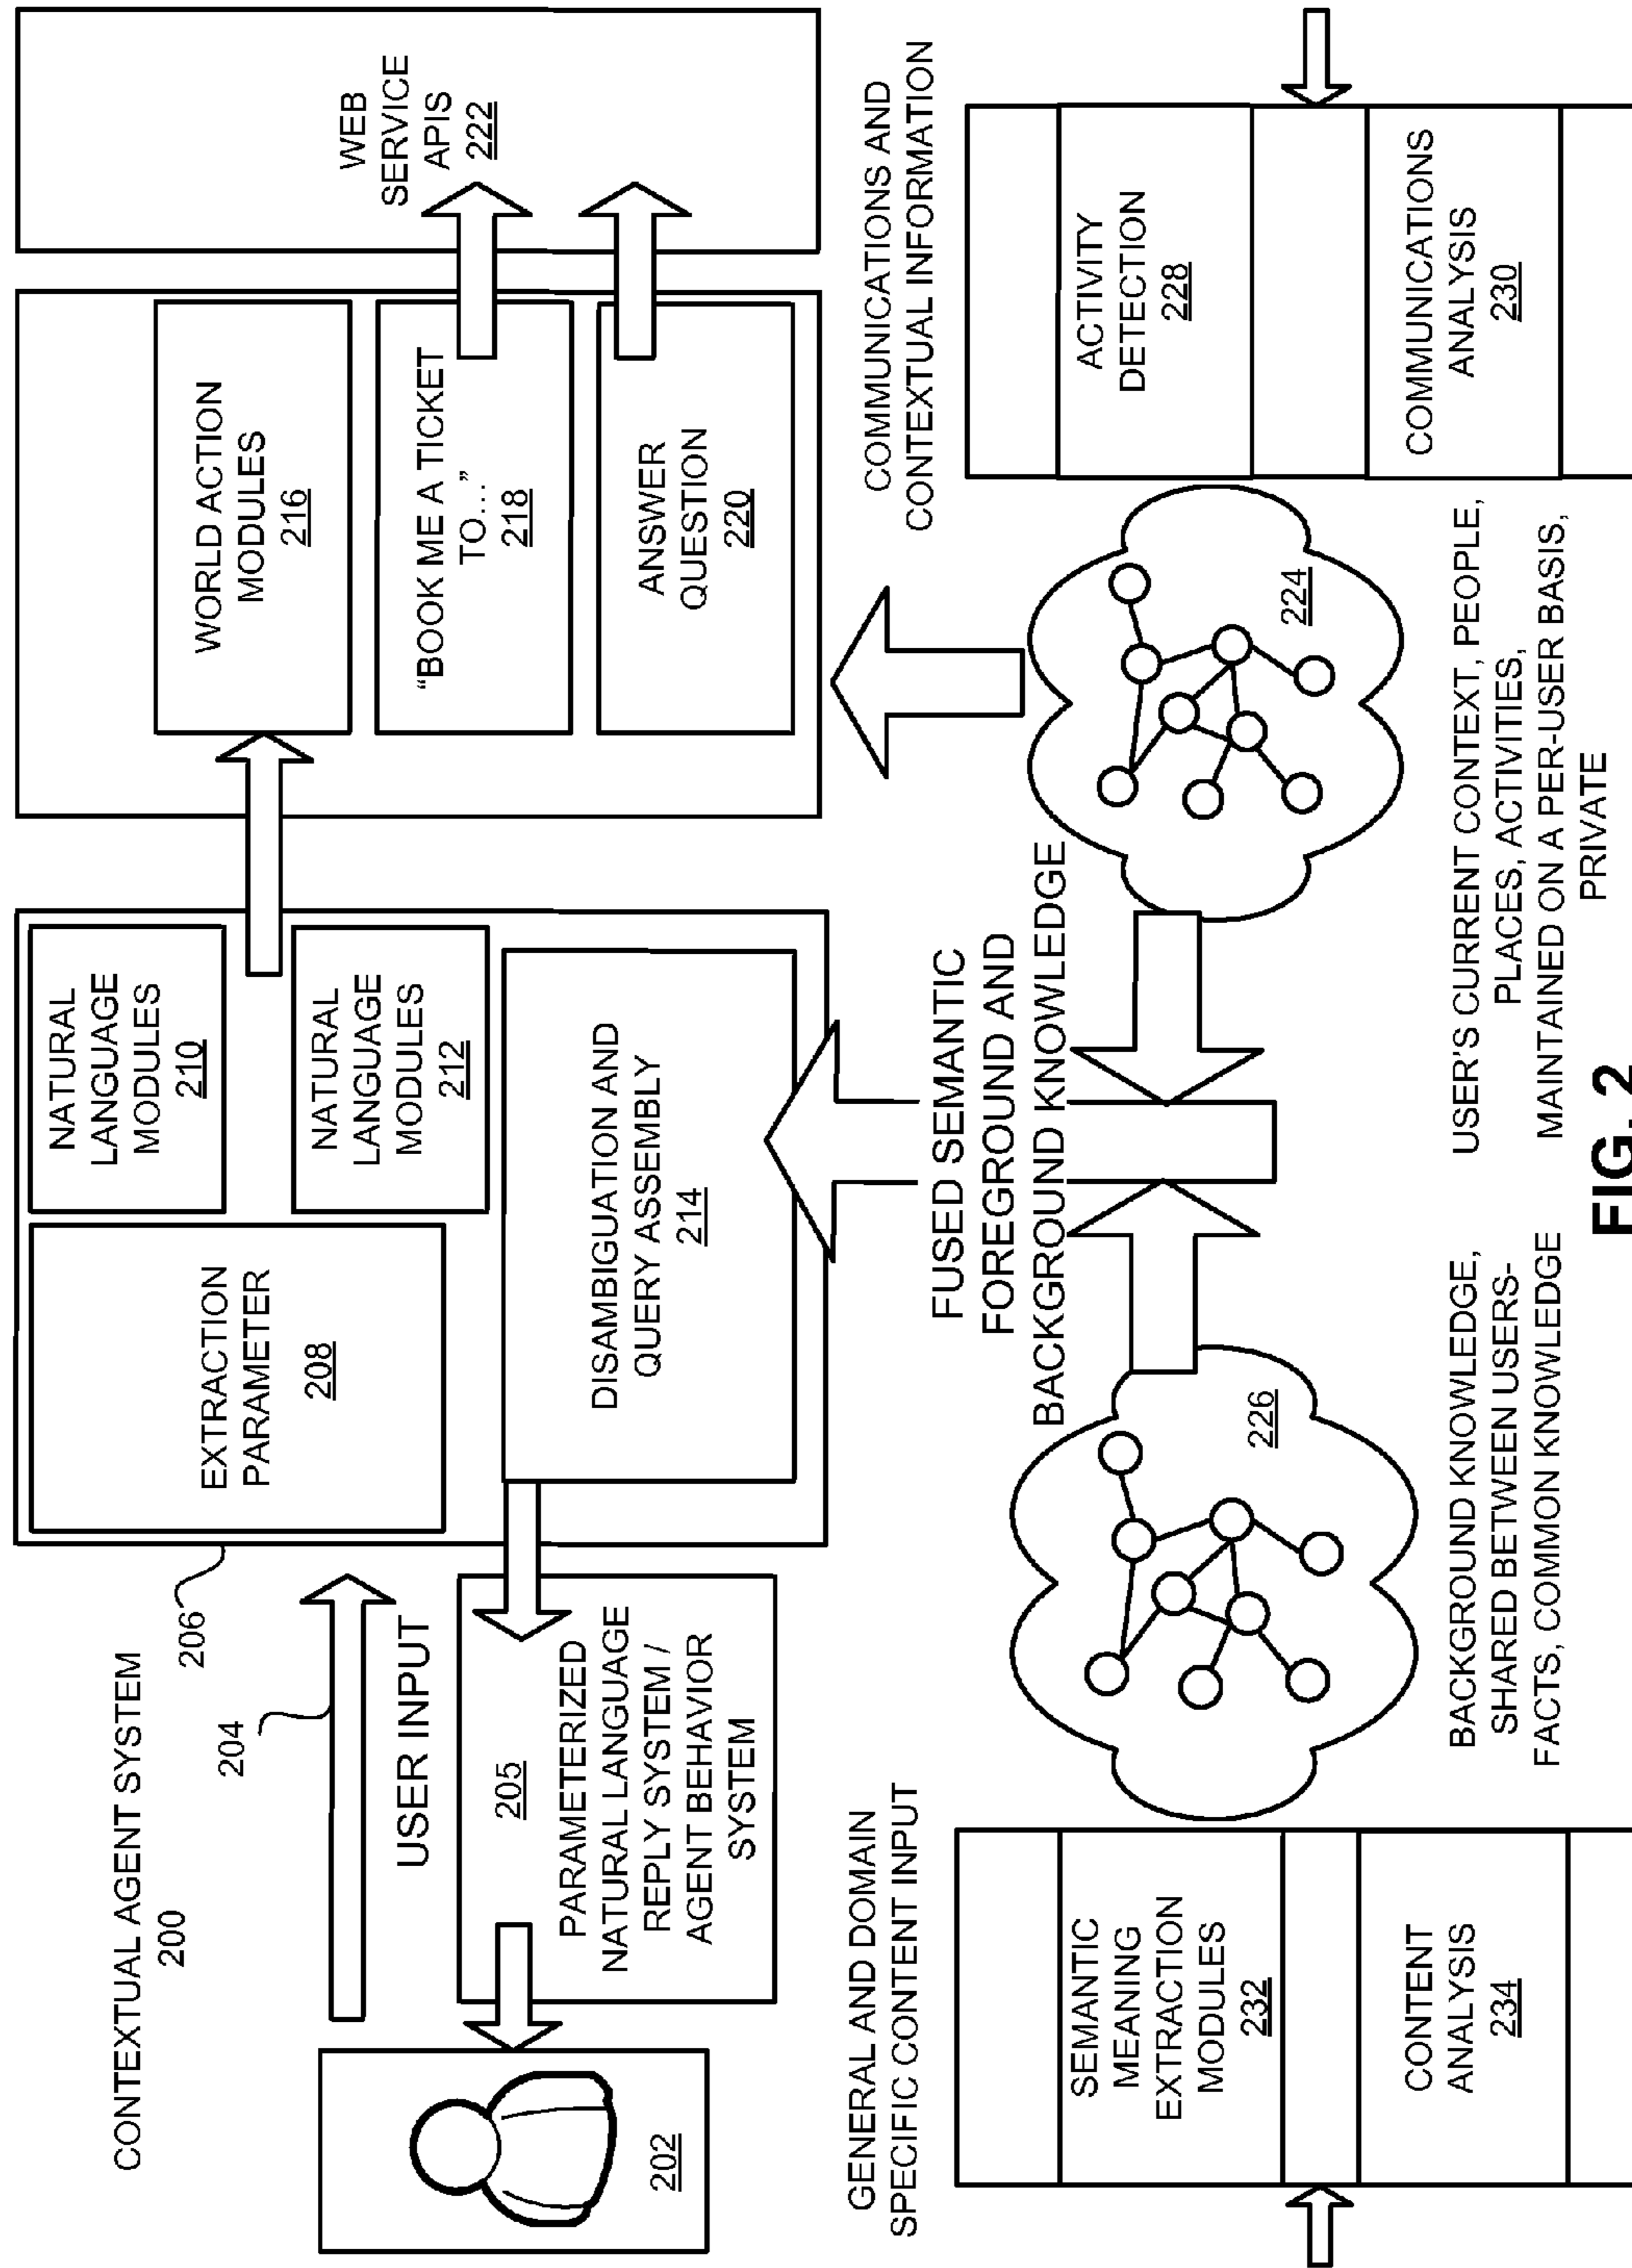 CONTEXTUAL AGENT SYSTEM
200
204
206
USER INPUT
202
205
PARAMETERIZED
NATURAL LANGUAGE
REPLY SYSTEM /
AGENT BEHAVIOR
SYSTEM
EXTRACTION
PARAMETER
208
NATURAL
LANGUAGE
MODULES
210
NATURAL
LANGUAGE
MODULES
212
DISAMBIGUATION AND
QUERY ASSEMBLY
214
WORLD ACTION
MODULES
216
“BOOK ME A TICKET
TO…”
218
ANSWER
QUESTION
220
WEB
SERVICE
APIS
222
GENERAL AND DOMAIN
SPECIFIC CONTENT INPUT
SEMANTIC
MEANING
EXTRACTION
MODULES
232
CONTENT
ANALYSIS
234
226
BACKGROUND KNOWLEDGE,
SHARED BETWEEN USERS-
FACTS, COMMON KNOWLEDGE
FUSED SEMANTIC
FOREGROUND AND
BACKGROUND KNOWLEDGE
224
USER'S CURRENT CONTEXT, PEOPLE,
PLACES, ACTIVITIES,
MAINTAINED ON A PER-USER BASIS,
PRIVATE
COMMUNICATIONS AND
CONTEXTUAL INFORMATION
ACTIVITY
DETECTION
228
COMMUNICATIONS
ANALYSIS
230
FIG. 2